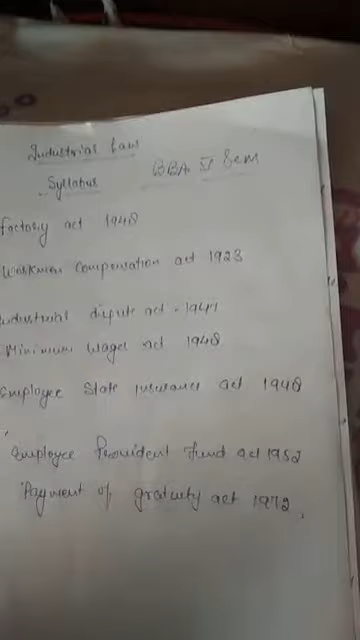 Industrial Law
BBA V Sem
Syllabus
Factory act 1948
Workmen Compensation act 1923
Industrial dispute act - 1947
Minimum Wages act 1948
Employee State Insurance act 1948
Employee Provident Fund act 1952
Payment of gratuity act 1972.